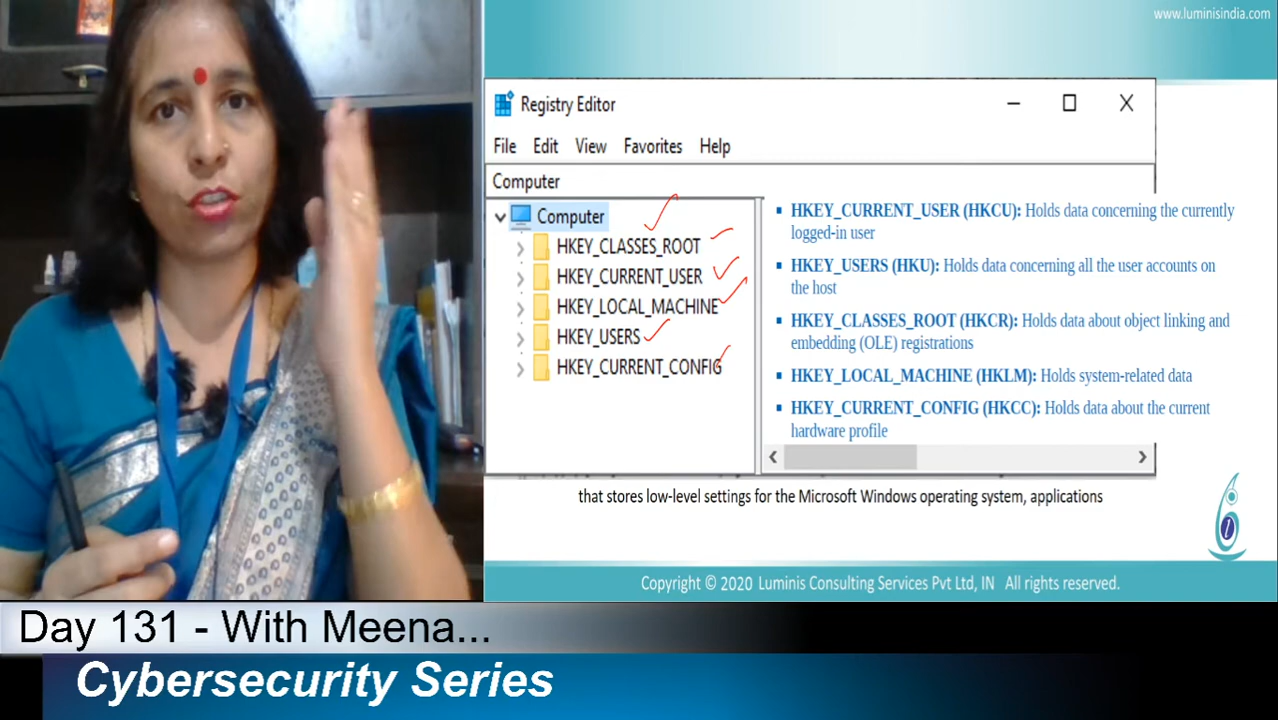 www.luminisindia.com
Registry Editor
File Edit View Favorites Help
Computer
Computer
HKEY_CLASSES_ROOT
HKEY_CURRENT_USER
HKEY_LOCAL_MACHINE
HKEY_USERS
HKEY_CURRENT_CONFIG
HKEY_CURRENT_USER (HKCU): Holds data concerning the currently
logged-in user
HKEY_USERS (HKU): Holds data concerning all the user accounts on
the host
HKEY_CLASSES_ROOT (HKCR): Holds data about object linking and
embedding (OLE) registrations
HKEY_LOCAL_MACHINE (HKLM): Holds system-related data
HKEY_CURRENT_CONFIG (HKCC): Holds data about the current
hardware profile
that stores low-level settings for the Microsoft Windows operating system, applications
Copyright © 2020 Luminis Consulting Services Pvt Ltd, IN All rights reserved.
Day 131 - With Meena...
Cybersecurity Series